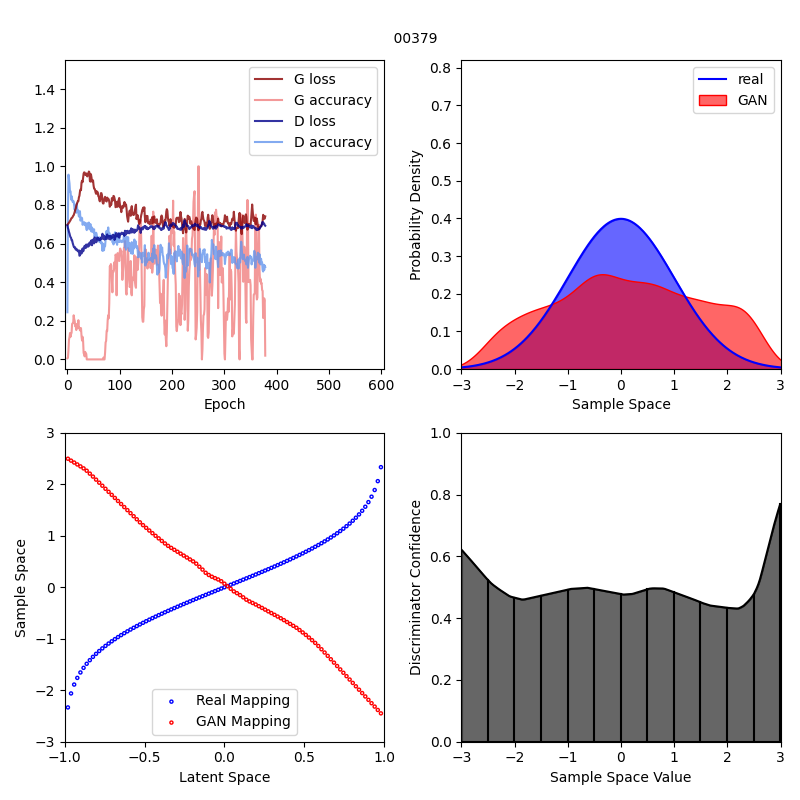 00379
G loss
G accuracy
D loss
D accuracy
1.4
1.2
1.0
0.8
0.6
0.4
0.2
0.0
0 100 200 300 400 500 600
Epoch
real
GAN
Probability Density
0.8
0.7
0.6
0.5
0.4
0.3
0.2
0.1
0.0
−3 −2 −1 0 1 2 3
Sample Space
Sample Space
3
2
1
0
−1
−2
−3
Real Mapping
GAN Mapping
−1.0 −0.5 0.0 0.5 1.0
Latent Space
Discriminator Confidence
1.0
0.8
0.6
0.4
0.2
0.0
−3 −2 −1 0 1 2 3
Sample Space Value